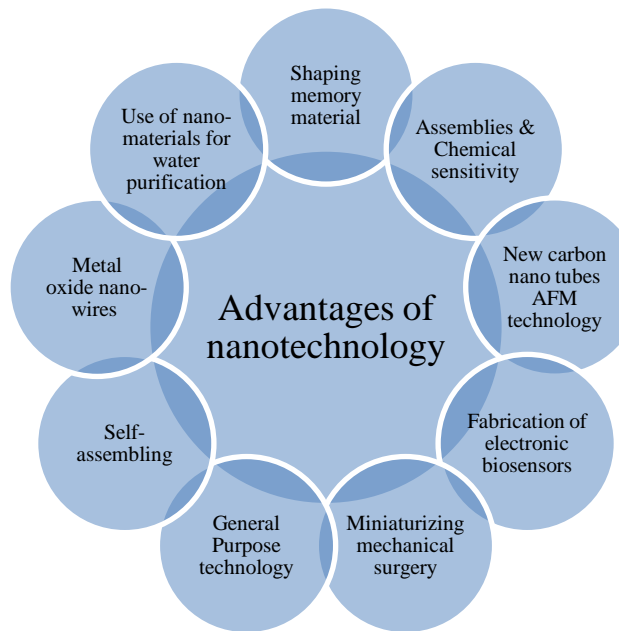 Advantages of
nanotechnology
Shaping
memory
material
Assemblies &
Chemical
sensitivity
New carbon
nano tubes
AFM
technology
Fabrication of
electronic
biosensors
Miniaturizing
mechanical
surgery
General
Purpose
technology
Self-
assembling
Metal
oxide nano-
wires
Use of nano-
materials for
water
purification